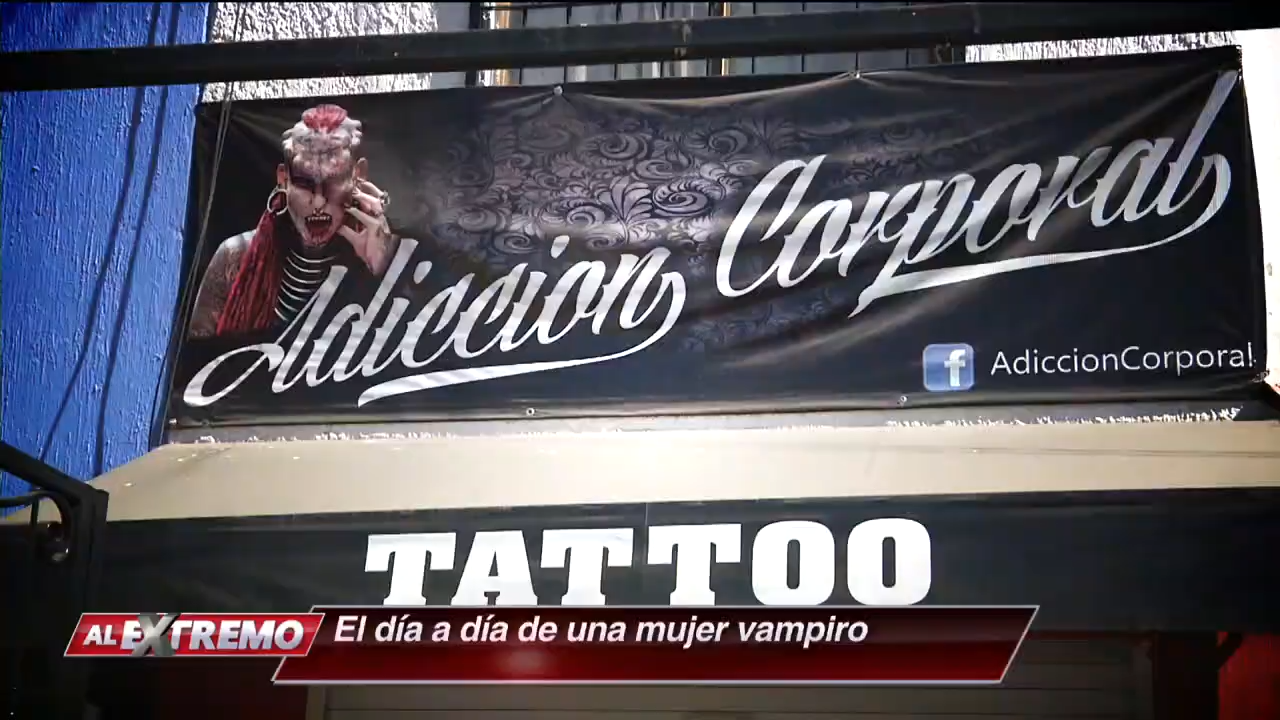 Adiccion Corporal
f AdiccionCorporal
TATTOO
AL EXTREMO
El día a día de una mujer vampiro